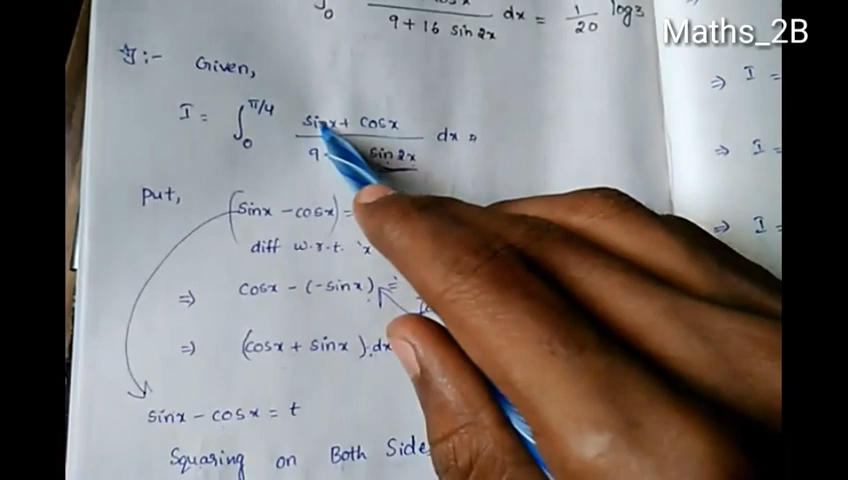 ∫₀ dx = 1/20 log3
9 + 16 sin 2x
Maths_2B
Given,
I = ∫₀^π/4 (sinx + cosx)/(9 sin 2x) dx
⇒ I =
⇒ I =
Put, (sinx - cosx) =
⇒ I =
diff w.r.t. 'x
⇒ cosx - (-sinx) =
⇒ (cosx + sinx).dx
sinx - cosx = t
Squaring on Both Side